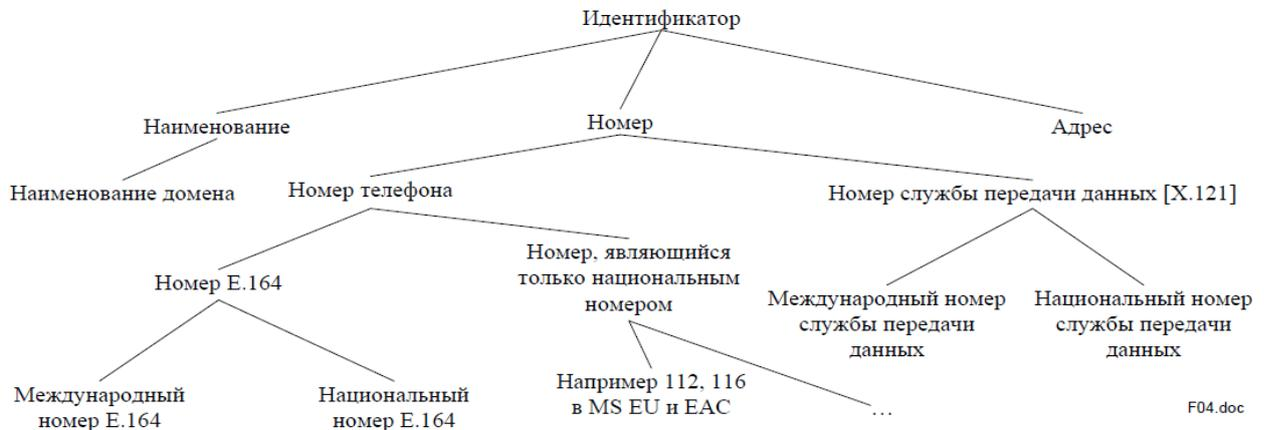 Идентификатор
Наименование
Номер
Адрес
Наименование домена
Номер телефона
Номер службы передачи данных [X.121]
Номер E.164
Номер, являющийся
только национальным
номером
Международный номер
службы передачи
данных
Национальный номер
службы передачи
данных
Международный
номер E.164
Национальный
номер E.164
Например 112, 116
в MS EU и EAC
...
F04.doc